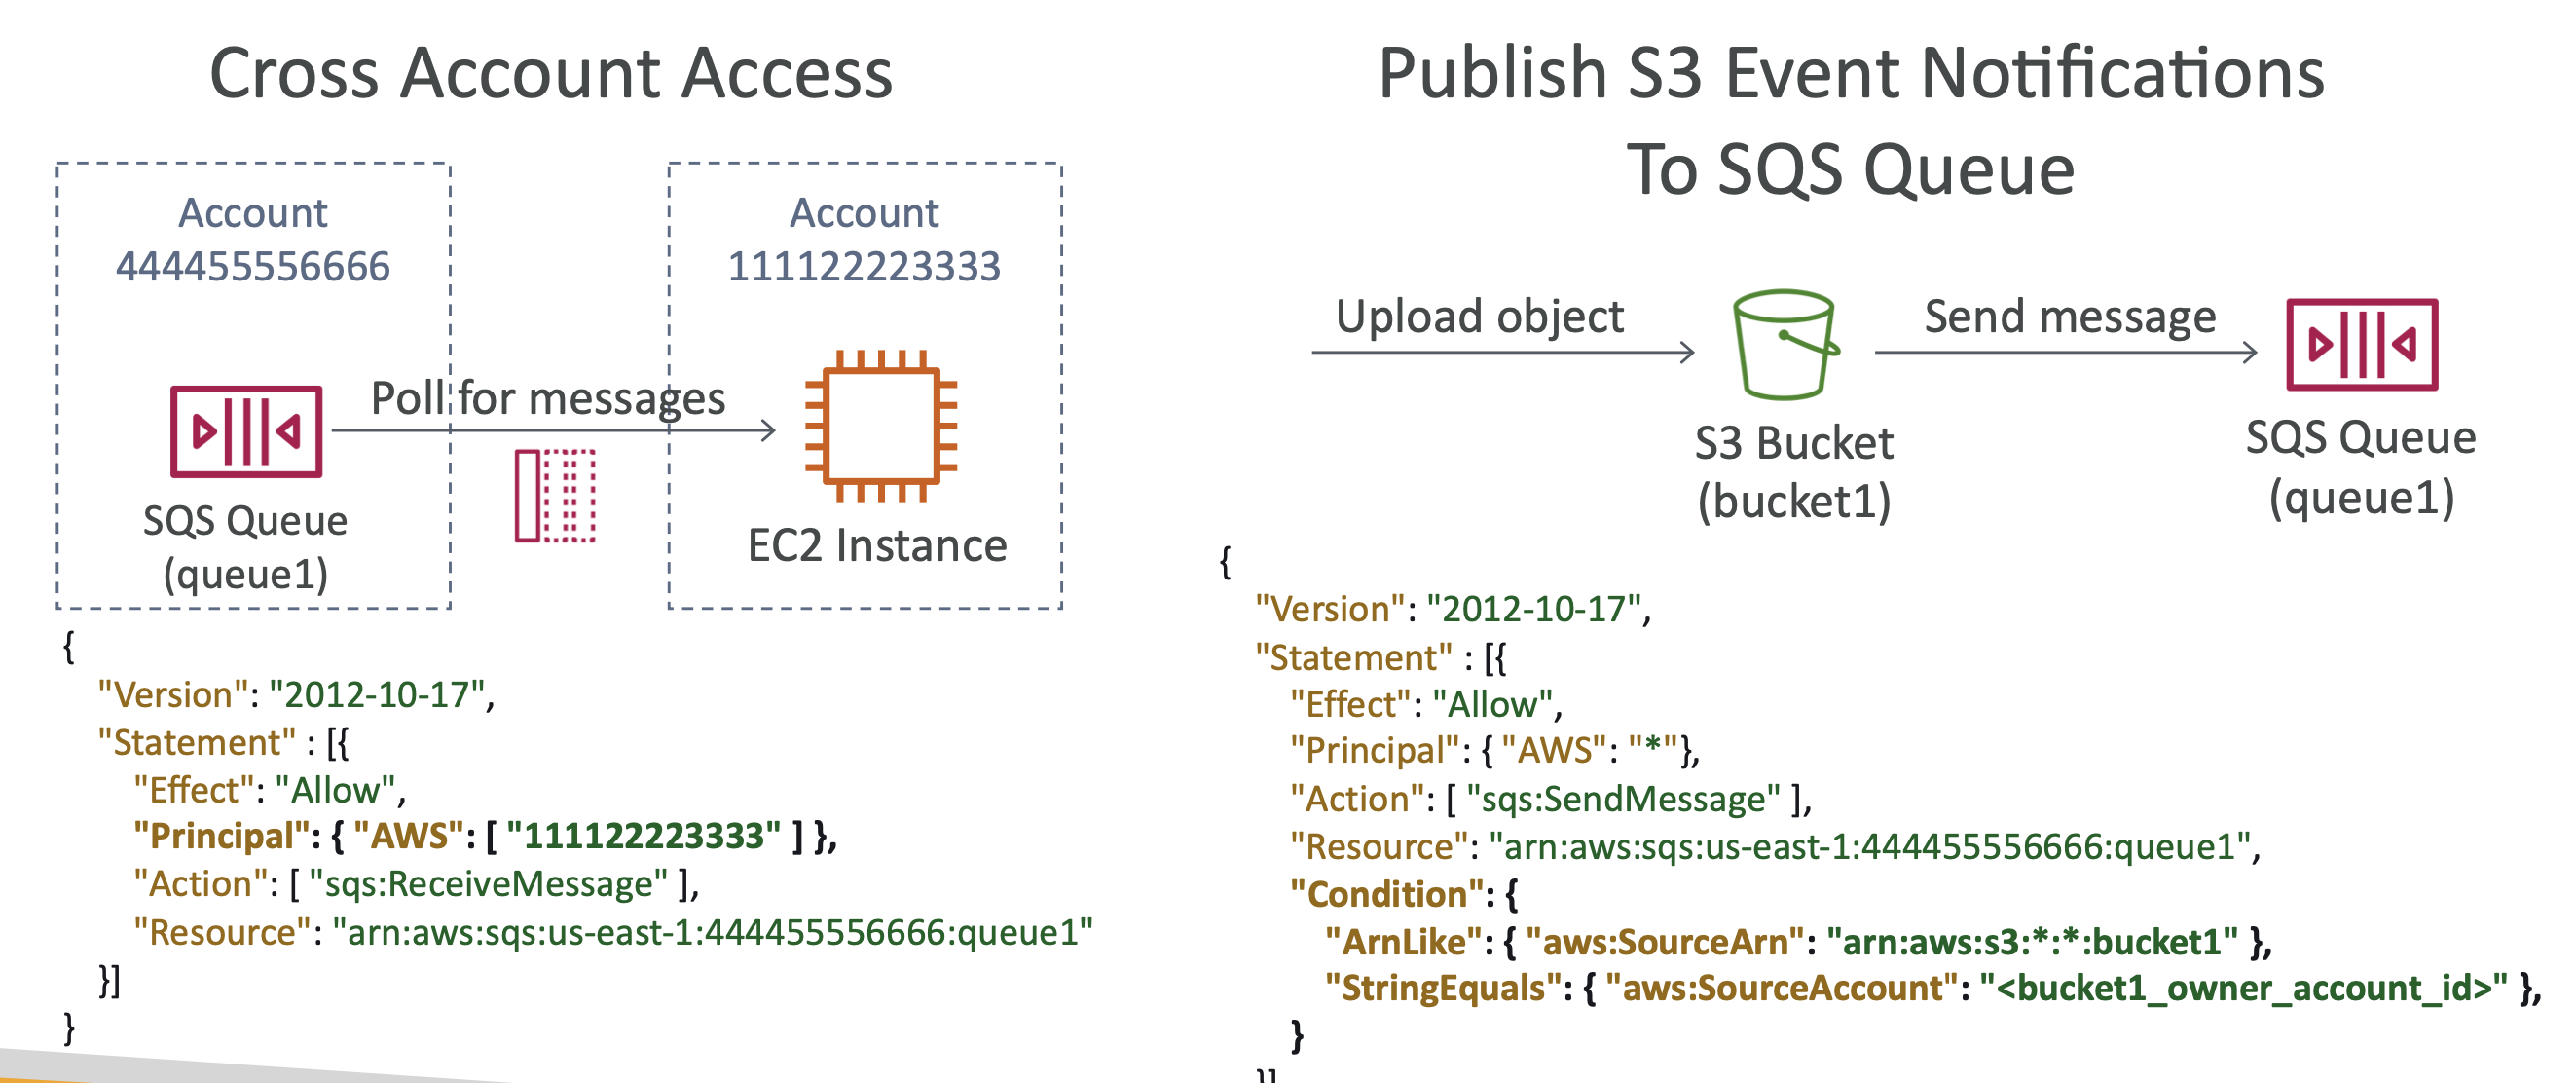 Cross Account Access
Account
444455556666
Account
111122223333
Poll for messages
SQS Queue
(queue1)
EC2 Instance
{
"Version": "2012-10-17",
"Statement" : [{
"Effect": "Allow",
"Principal": { "AWS": [ "111122223333" ] },
"Action": [ "sqs:ReceiveMessage" ],
"Resource": "arn:aws:sqs:us-east-1:444455556666:queue1"
}]
}
Publish S3 Event Notifications
To SQS Queue
Upload object
Send message
S3 Bucket
(bucket1)
SQS Queue
(queue1)
{
"Version": "2012-10-17",
"Statement" : [{
"Effect": "Allow",
"Principal": { "AWS": "*"},
"Action": [ "sqs:SendMessage" ],
"Resource": "arn:aws:sqs:us-east-1:444455556666:queue1",
"Condition": {
"ArnLike": { "aws:SourceArn": "arn:aws:s3:*:*:bucket1" },
"StringEquals": { "aws:SourceAccount": "<bucket1_owner_account_id>" },
}
}]